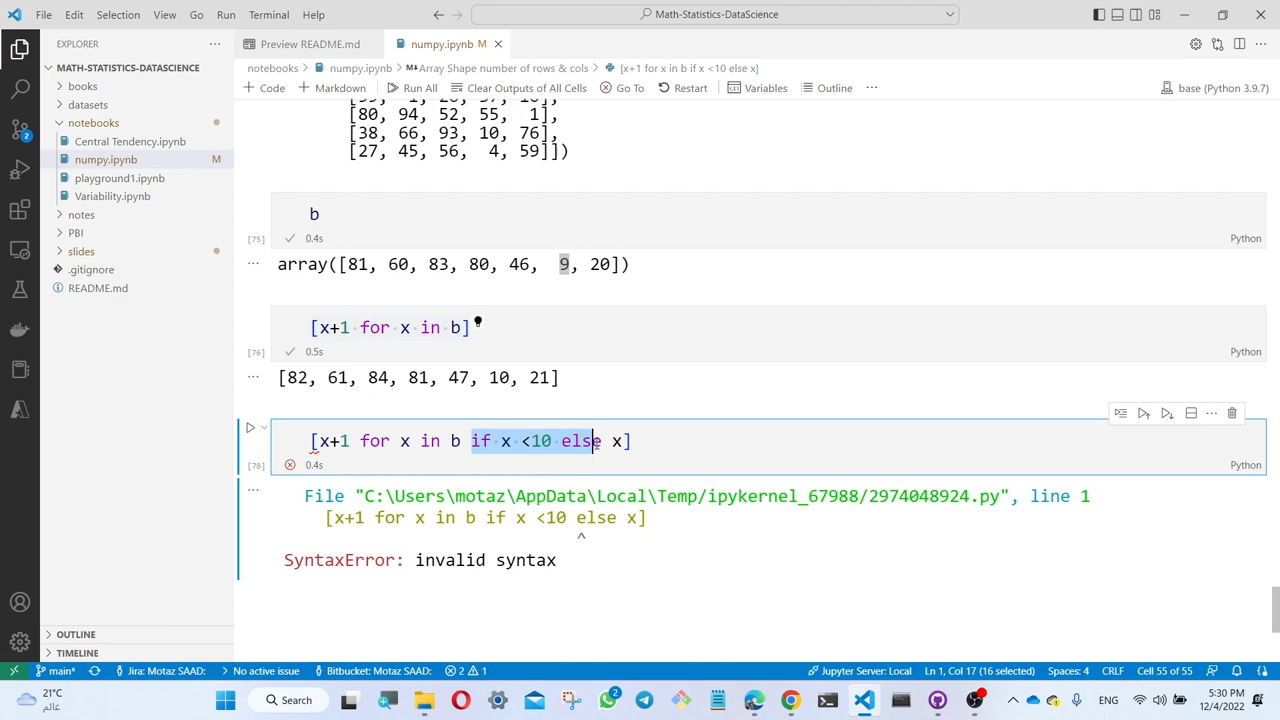 File Edit Selection View Go Run Terminal Help
Math-Statistics-DataScience
EXPLORER
MATH-STATISTICS-DATASCIENCE
books
datasets
notebooks
Central Tendency.ipynb
numpy.ipynb M
playground1.ipynb
Variability.ipynb
notes
PBI
slides
.gitignore
README.md
OUTLINE
TIMELINE
2
Preview README.md
numpy.ipynb M
notebooks > numpy.ipynb > M↓Array Shape number of rows & cols > [x+1 for x in b if x <10 else x]
+ Code + Markdown Run All Clear Outputs of All Cells Go To Restart Variables Outline ...
base (Python 3.9.7)
[80, 94, 52, 55, 1],
[38, 66, 93, 10, 76],
[27, 45, 56, 4, 59]])
b
[75] 0.4s Python
array([81, 60, 83, 80, 46, 9, 20])
[x+1 for x in b]
[76] 0.5s Python
[82, 61, 84, 81, 47, 10, 21]
[x+1 for x in b if x <10 else x]
[78] 0.4s Python
File "C:\Users\motaz\AppData\Local\Temp/ipykernel_67988/2974048924.py", line 1
[x+1 for x in b if x <10 else x]
^
SyntaxError: invalid syntax
main* Jira: Motaz SAAD: No active issue Bitbucket: Motaz SAAD: 2 1 Jupyter Server: Local Ln 1, Col 17 (16 selected) Spaces: 4 CRLF Cell 55 of 55
21°C
غائم
Search
2
ENG
5:30 PM
12/4/2022